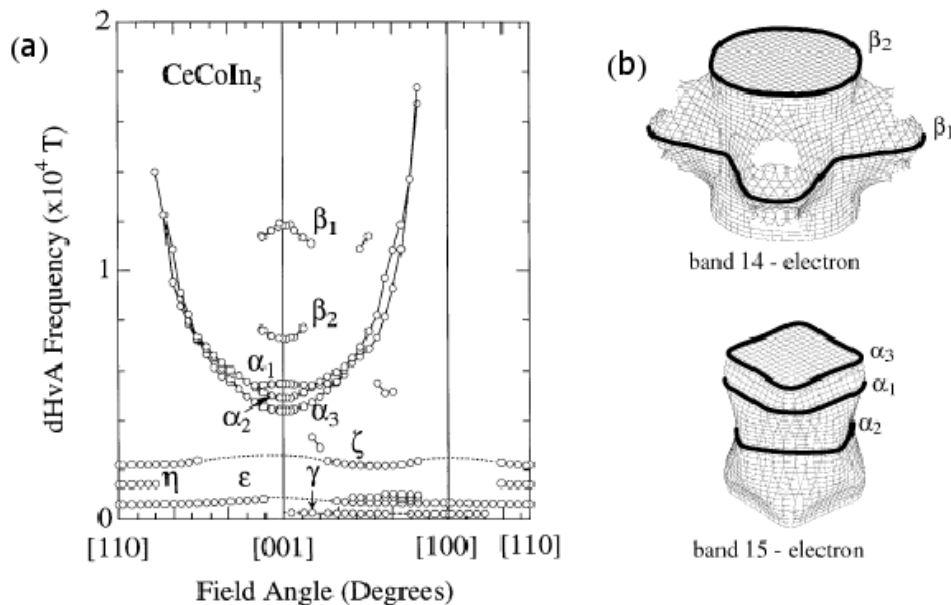 (a)
CeCoIn5
dHvA Frequency (x10^4 T)
2
1
0
β1
β2
α1
α2
α3
ζ
η
ε
γ
[110]
[001]
[100]
[110]
Field Angle (Degrees)
(b)
β2
β1
band 14 - electron
α3
α1
α2
band 15 - electron